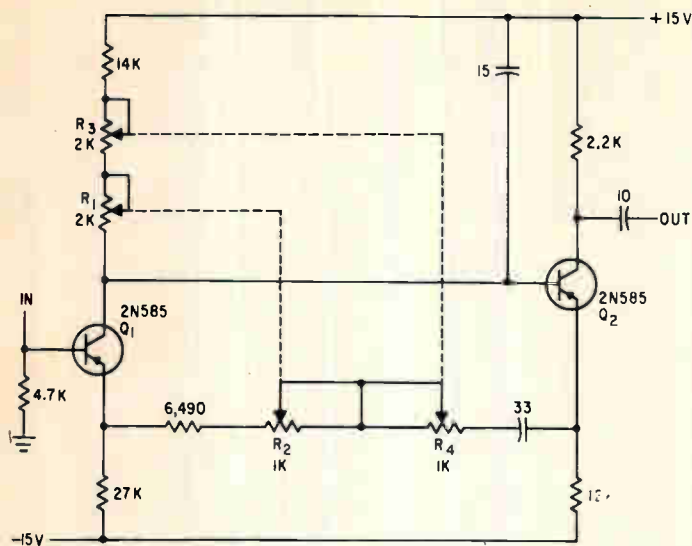 +15V
14K
15
R3
2K
2.2K
R1
2K
10
OUT
2N585
Q2
IN
2N585
Q1
4.7K
6,490
33
R2
1K
R4
1K
27K
-15V